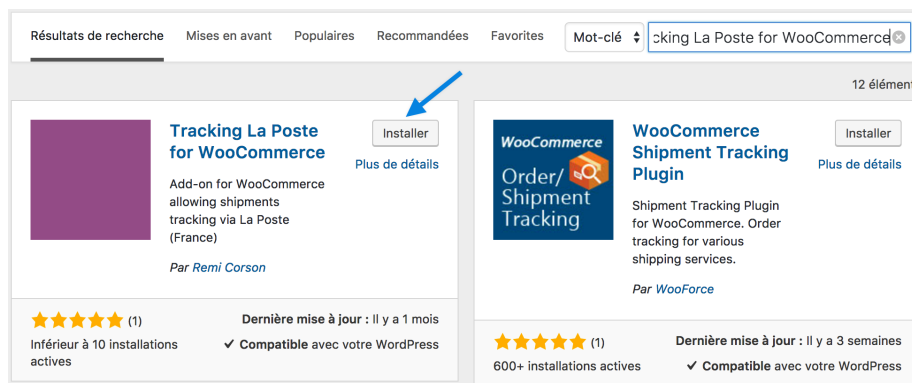 Résultats de recherche Mises en avant Populaires Recommandées Favorites Mot-clé cking La Poste for WooCommerce
12 élément
Tracking La Poste
for WooCommerce
Installer
Plus de détails
Add-on for WooCommerce
allowing shipments
tracking via La Poste
(France)
Par Remi Corson
(1)
Inférieur à 10 installations
actives
Dernière mise à jour : Il y a 1 mois
Compatible avec votre WordPress
WooCommerce
Order/
Shipment
Tracking
WooCommerce
Shipment Tracking
Plugin
Installer
Plus de détails
Shipment Tracking Plugin
for WooCommerce. Order
tracking for various
shipping services.
Par WooForce
(1)
600+ installations actives
Dernière mise à jour : Il y a 3 semaines
Compatible avec votre WordPress